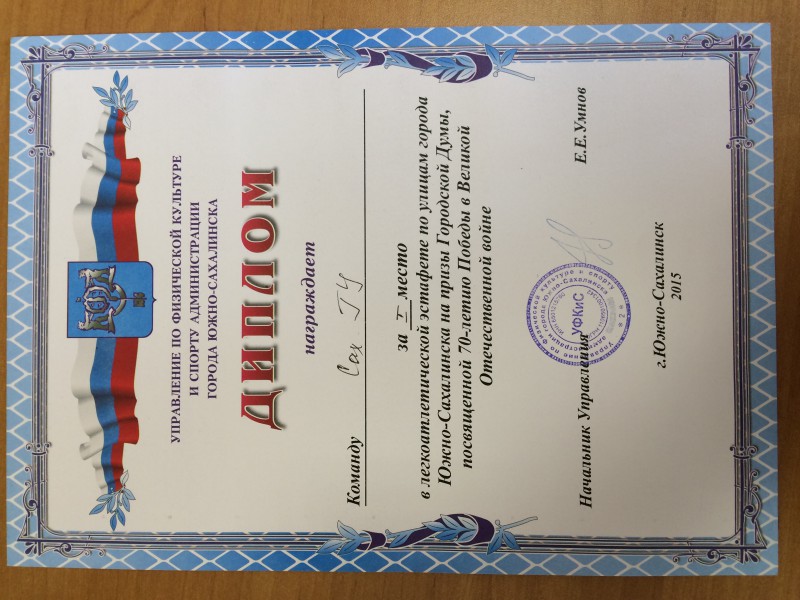 УПРАВЛЕНИЕ ПО ФИЗИЧЕСКОЙ КУЛЬТУРЕ
И СПОРТУ АДМИНИСТРАЦИИ
ГОРОДА ЮЖНО-САХАЛИНСКА
ДИПЛОМ
награждает
Команду Сах ГУ
за I место
в легкоатлетической эстафете по улицам города
Южно-Сахалинска на призы Городской Думы,
посвященной 70-летию Победы в Великой
Отечественной войне
Начальник Управления Е.Е.Умнов
УФКиС
г.Южно-Сахалинск
2015